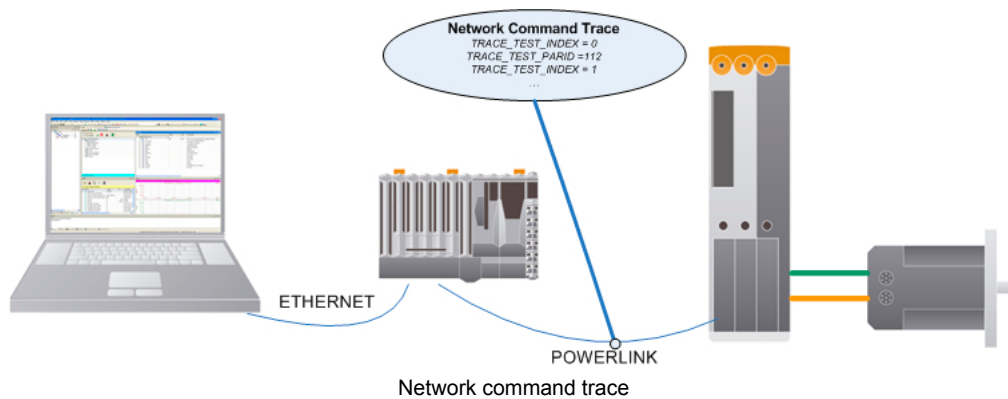 Network Command Trace
TRACE_TEST_INDEX = 0
TRACE_TEST_PARID =112
TRACE_TEST_INDEX = 1
...
ETHERNET
POWERLINK
Network command trace